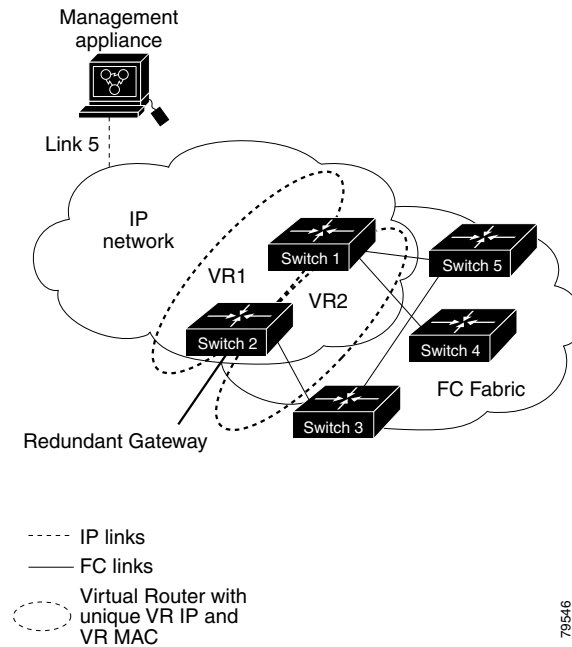 Management
appliance
Link 5
IP
network
Switch 1
Switch 5
VR1
VR2
Switch 2
Switch 4
FC Fabric
Switch 3
Redundant Gateway
IP links
FC links
Virtual Router with
unique VR IP and
VR MAC
79546